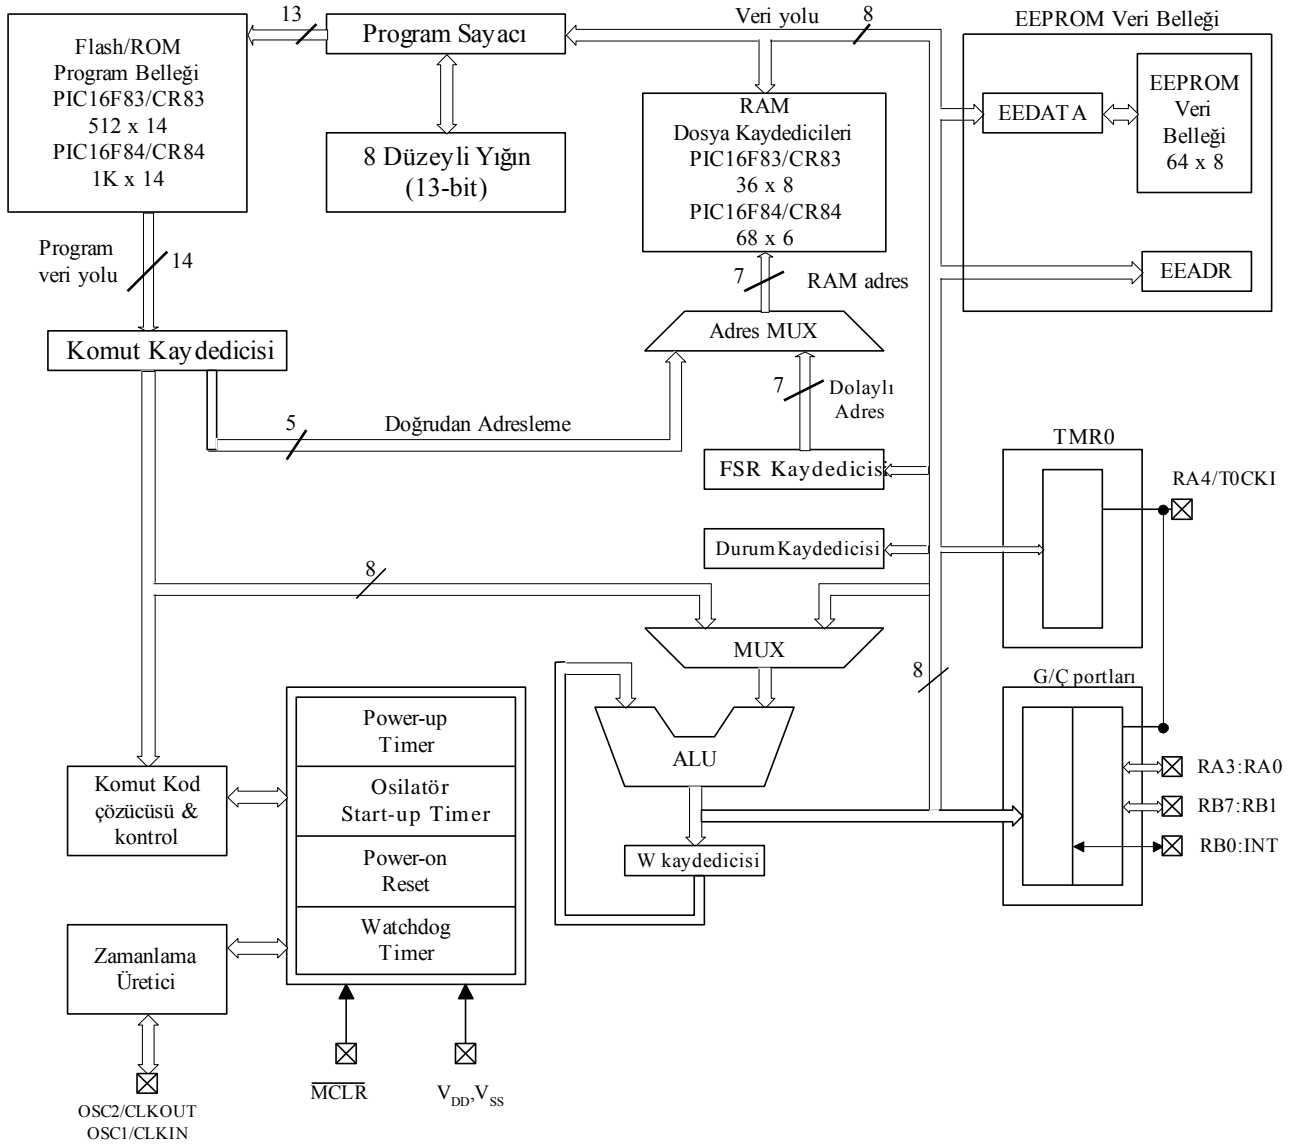 13
Program Sayacı
Veri yolu
8
EEPROM Veri Belleği
Flash/ROM
Program Belleği
PIC16F83/CR83
512 x 14
PIC16F84/CR84
1K x 14
8 Düzeyli Yığın
(13-bit)
RAM
Dosya Kaydedicileri
PIC16F83/CR83
36 x 8
PIC16F84/CR84
68 x 6
EEDATA
EEPROM
Veri
Belleği
64 x 8
EEADR
Program
veri yolu
14
7
RAM adres
Adres MUX
Komut Kaydedicisi
7
Dolaylı
Adres
5
Doğrudan Adresleme
FSR Kaydedicisi
TMR0
RA4/T0CKI
Durum Kaydedicisi
8
MUX
8
G/Ç portları
ALU
W kaydedicisi
RA3:RA0
RB7:RB1
RB0:INT
Power-up
Timer
Osilatör
Start-up Timer
Power-on
Reset
Watchdog
Timer
Komut Kod
çözücüsü &
kontrol
Zamanlama
Üretici
MCLR
VDD,VSS
OSC2/CLKOUT
OSC1/CLKIN